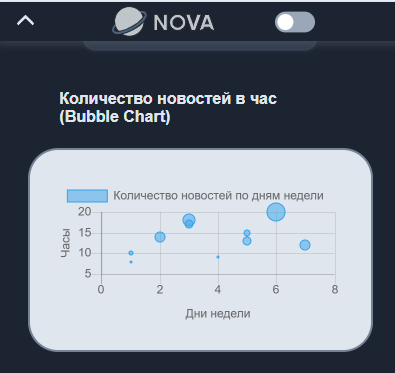 NOVA
Количество новостей в час
(Bubble Chart)
Количество новостей по дням недели
20
15
10
5
Часы
0
2
4
6
8
Дни недели